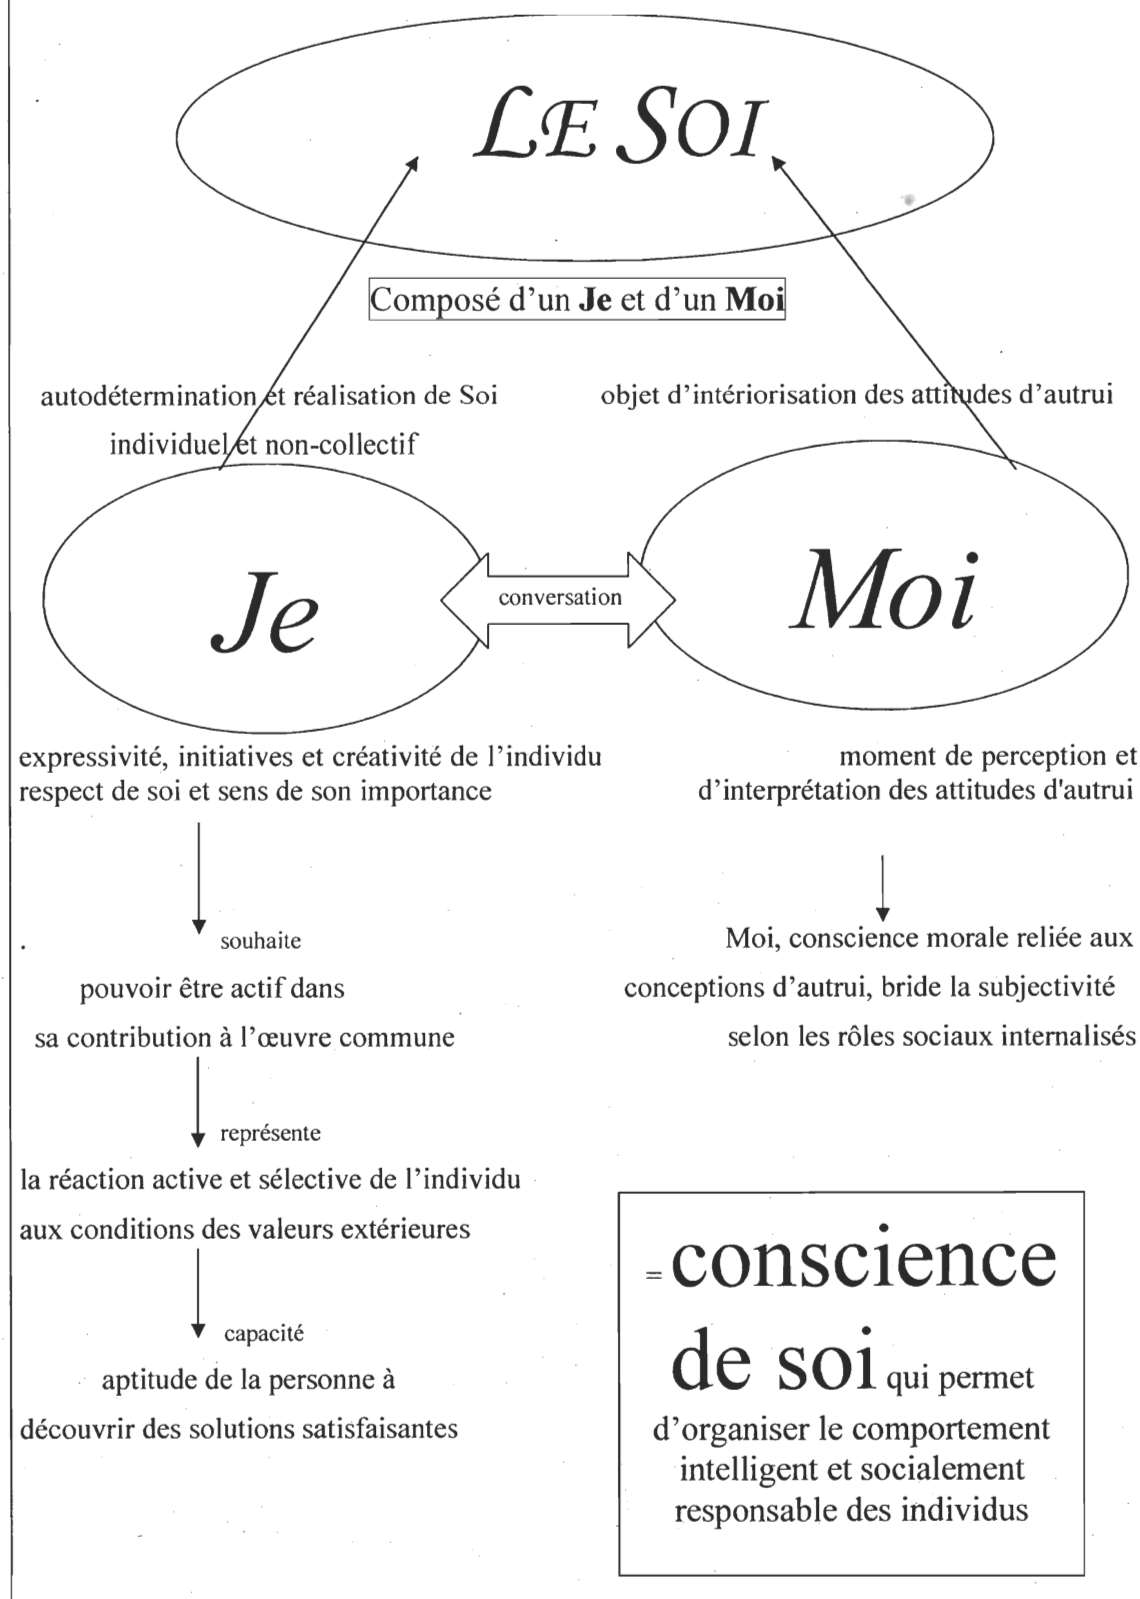 LE SOI
Composé d'un Je et d'un Moi
autodétermination et réalisation de Soi
individuel et non-collectif
objet d'intériorisation des attitudes d'autrui
Je
conversation
Moi
expressivité, initiatives et créativité de l'individu
respect de soi et sens de son importance
souhaite
pouvoir être actif dans
sa contribution à l'œuvre commune
représente
la réaction active et sélective de l'individu
aux conditions des valeurs extérieures
capacité
aptitude de la personne à
découvrir des solutions satisfaisantes
moment de perception et
d'interprétation des attitudes d'autrui
Moi, conscience morale reliée aux
conceptions d'autrui, bride la subjectivité
selon les rôles sociaux internalisés
= conscience
de soi qui permet
d'organiser le comportement
intelligent et socialement
responsable des individus